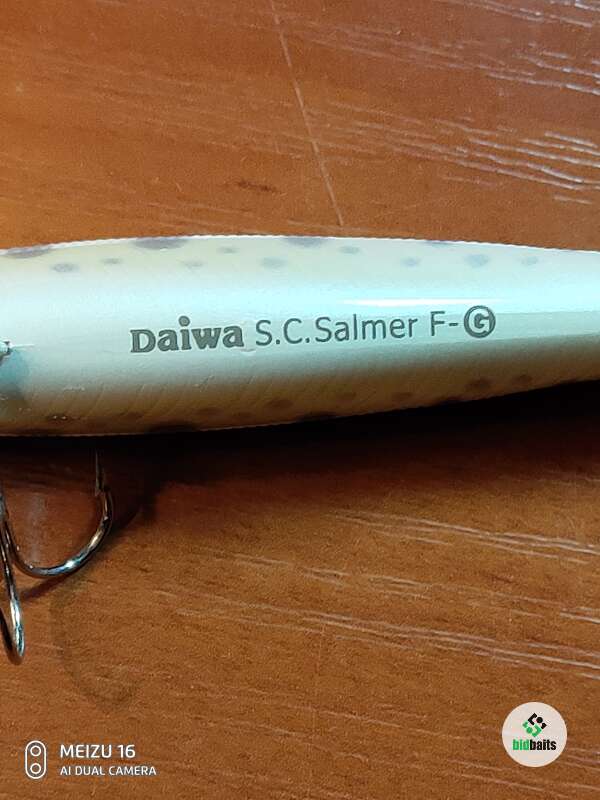 Daiwa S.C.Salmer F-G
bidbaits
MEIZU 16
AI DUAL CAMERA